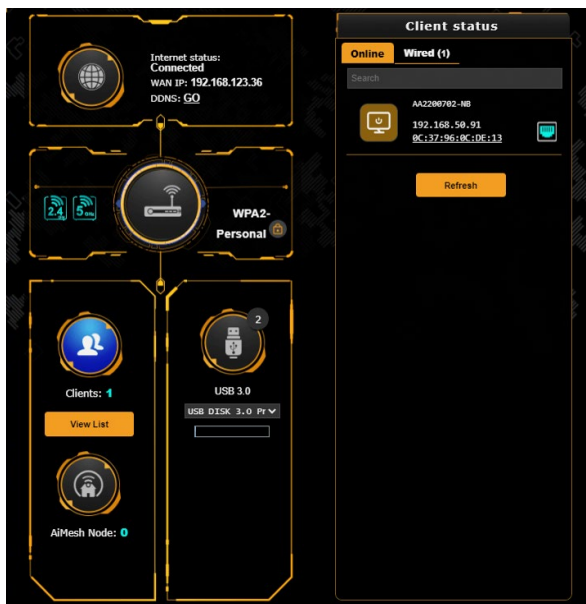 Internet status:
Connected
WAN IP: 192.168.123.36
DDNS: GO
2.4
5
WPA2-
Personal
Clients: 1
View List
AiMesh Node: 0
2
USB 3.0
USB DISK 3.0 Pr
Client status
Online
Wired (1)
Search
AA2200702-NB
192.168.50.91
0C:37:96:0C:DE:13
Refresh